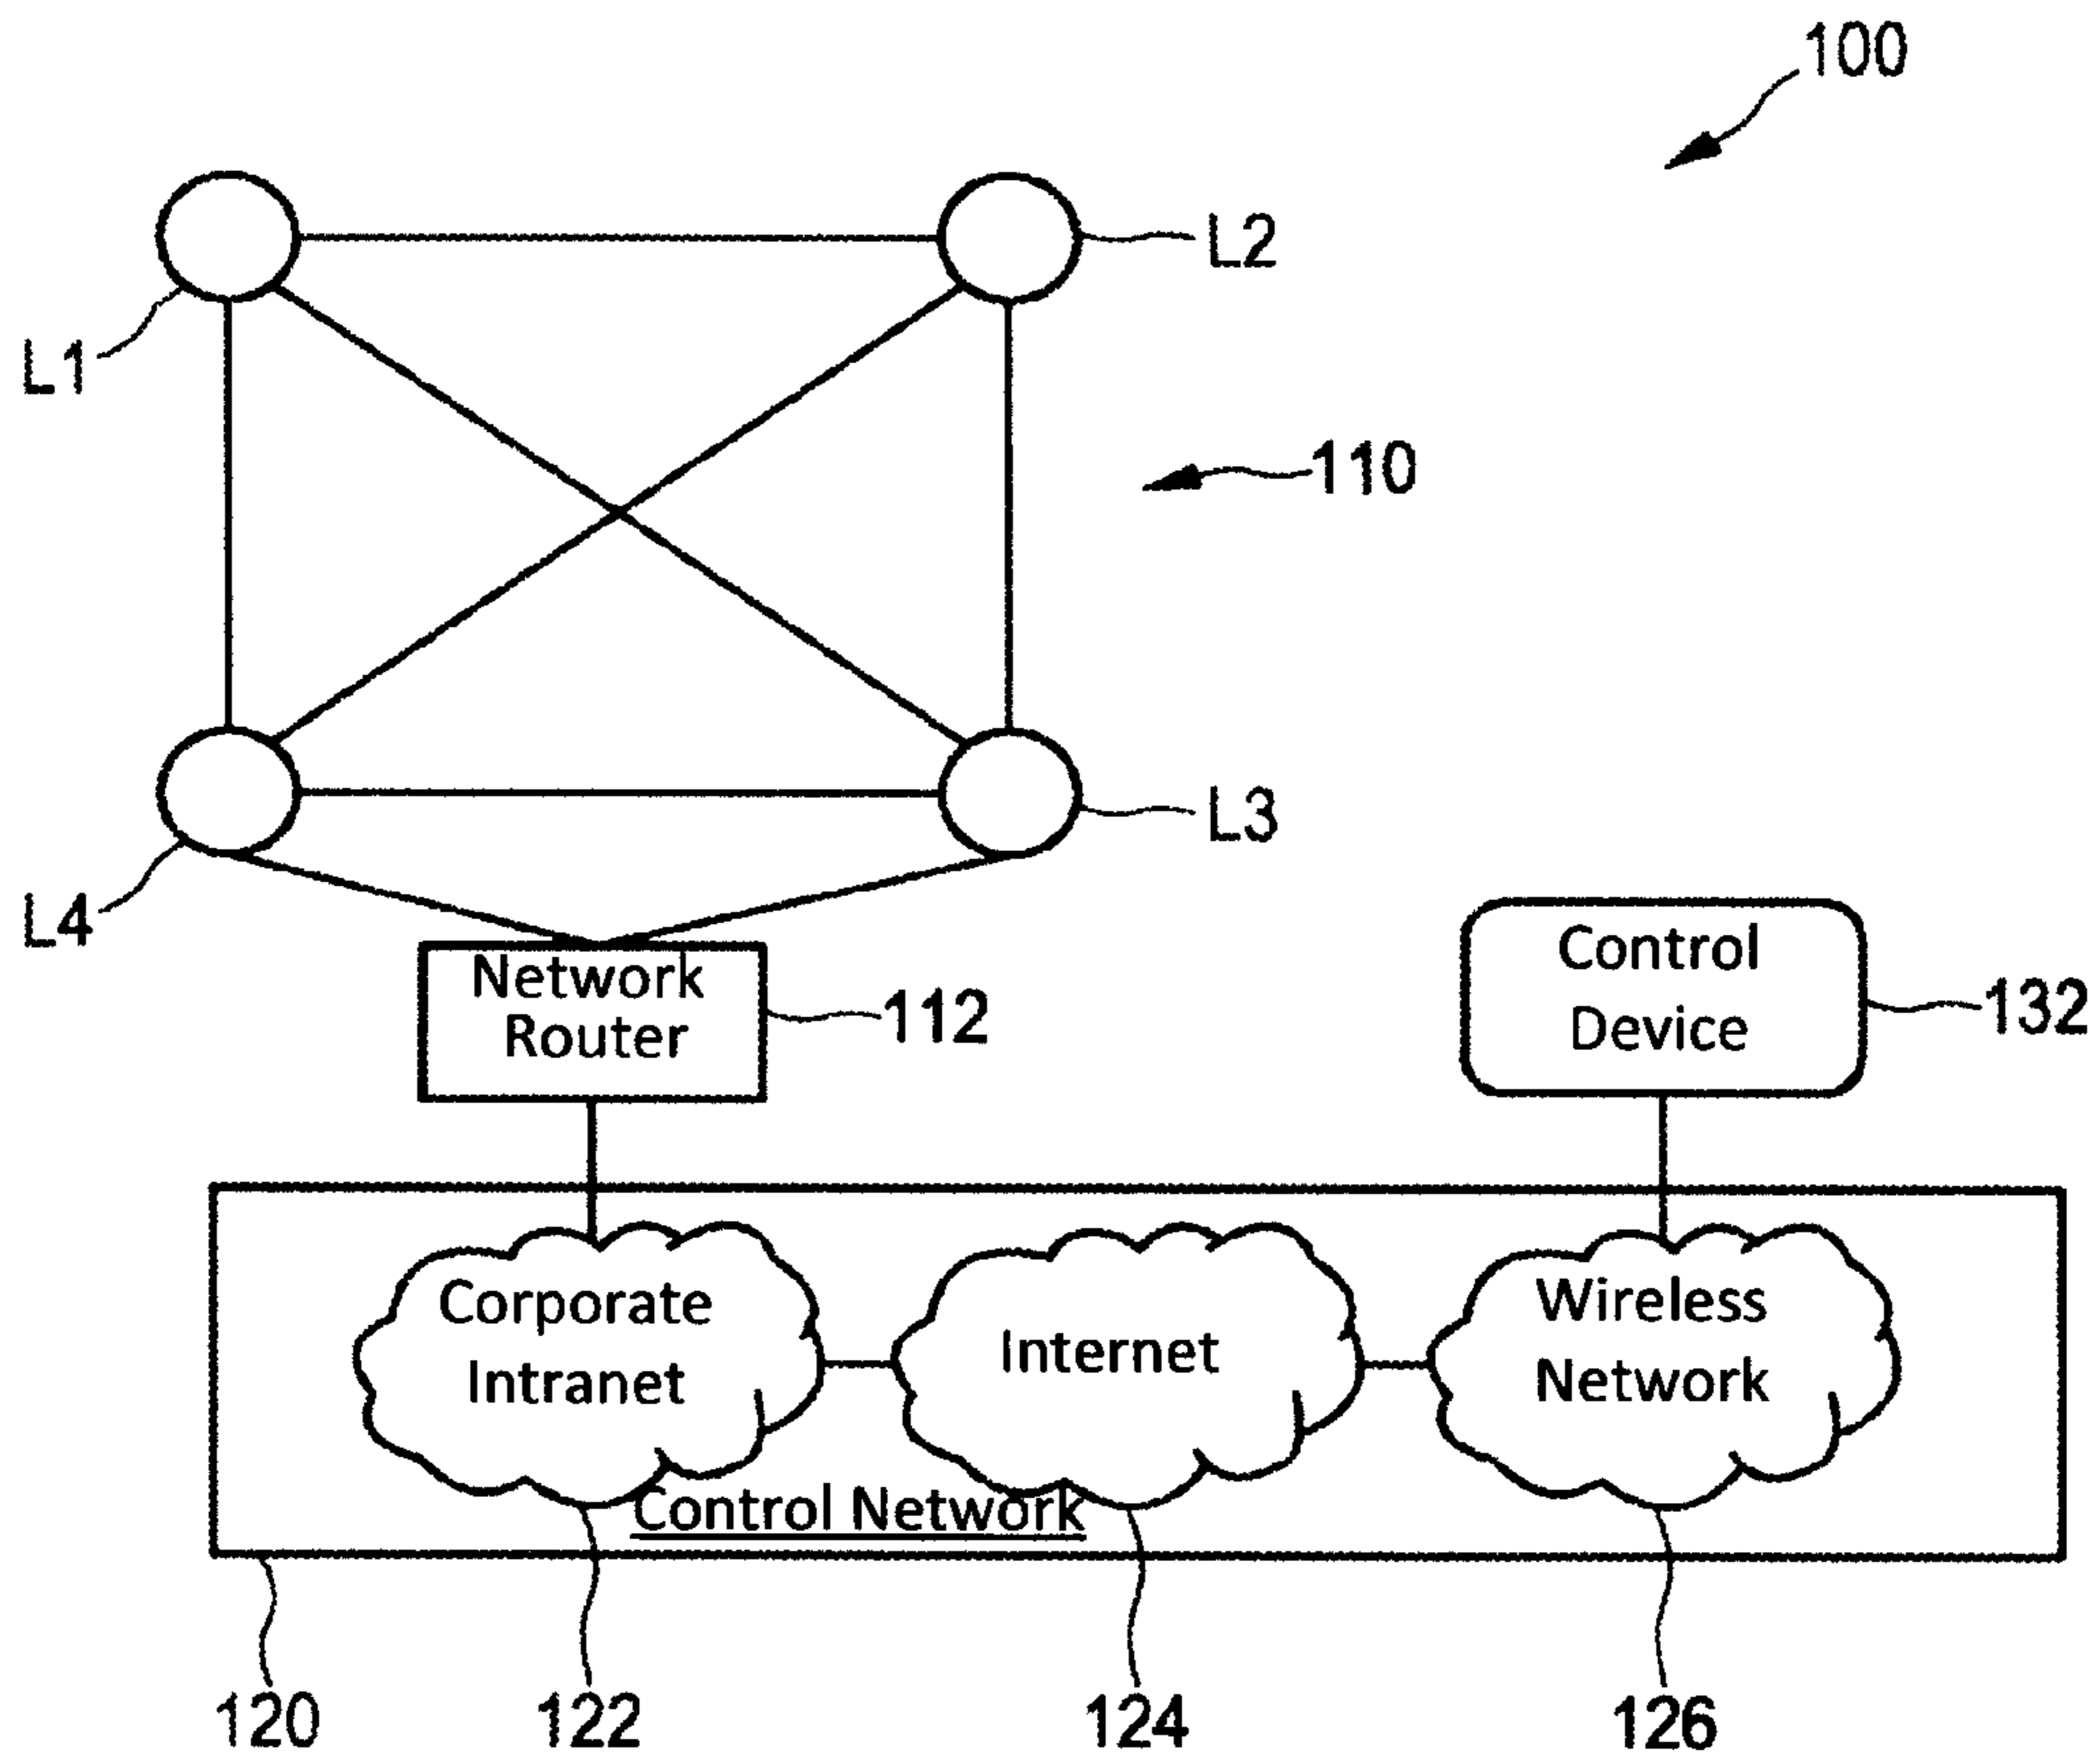 100
L1
L2
110
L3
L4
Network
Router
112
Control
Device
132
Corporate
Intranet
Internet
Wireless
Network
Control Network
120
122
124
126